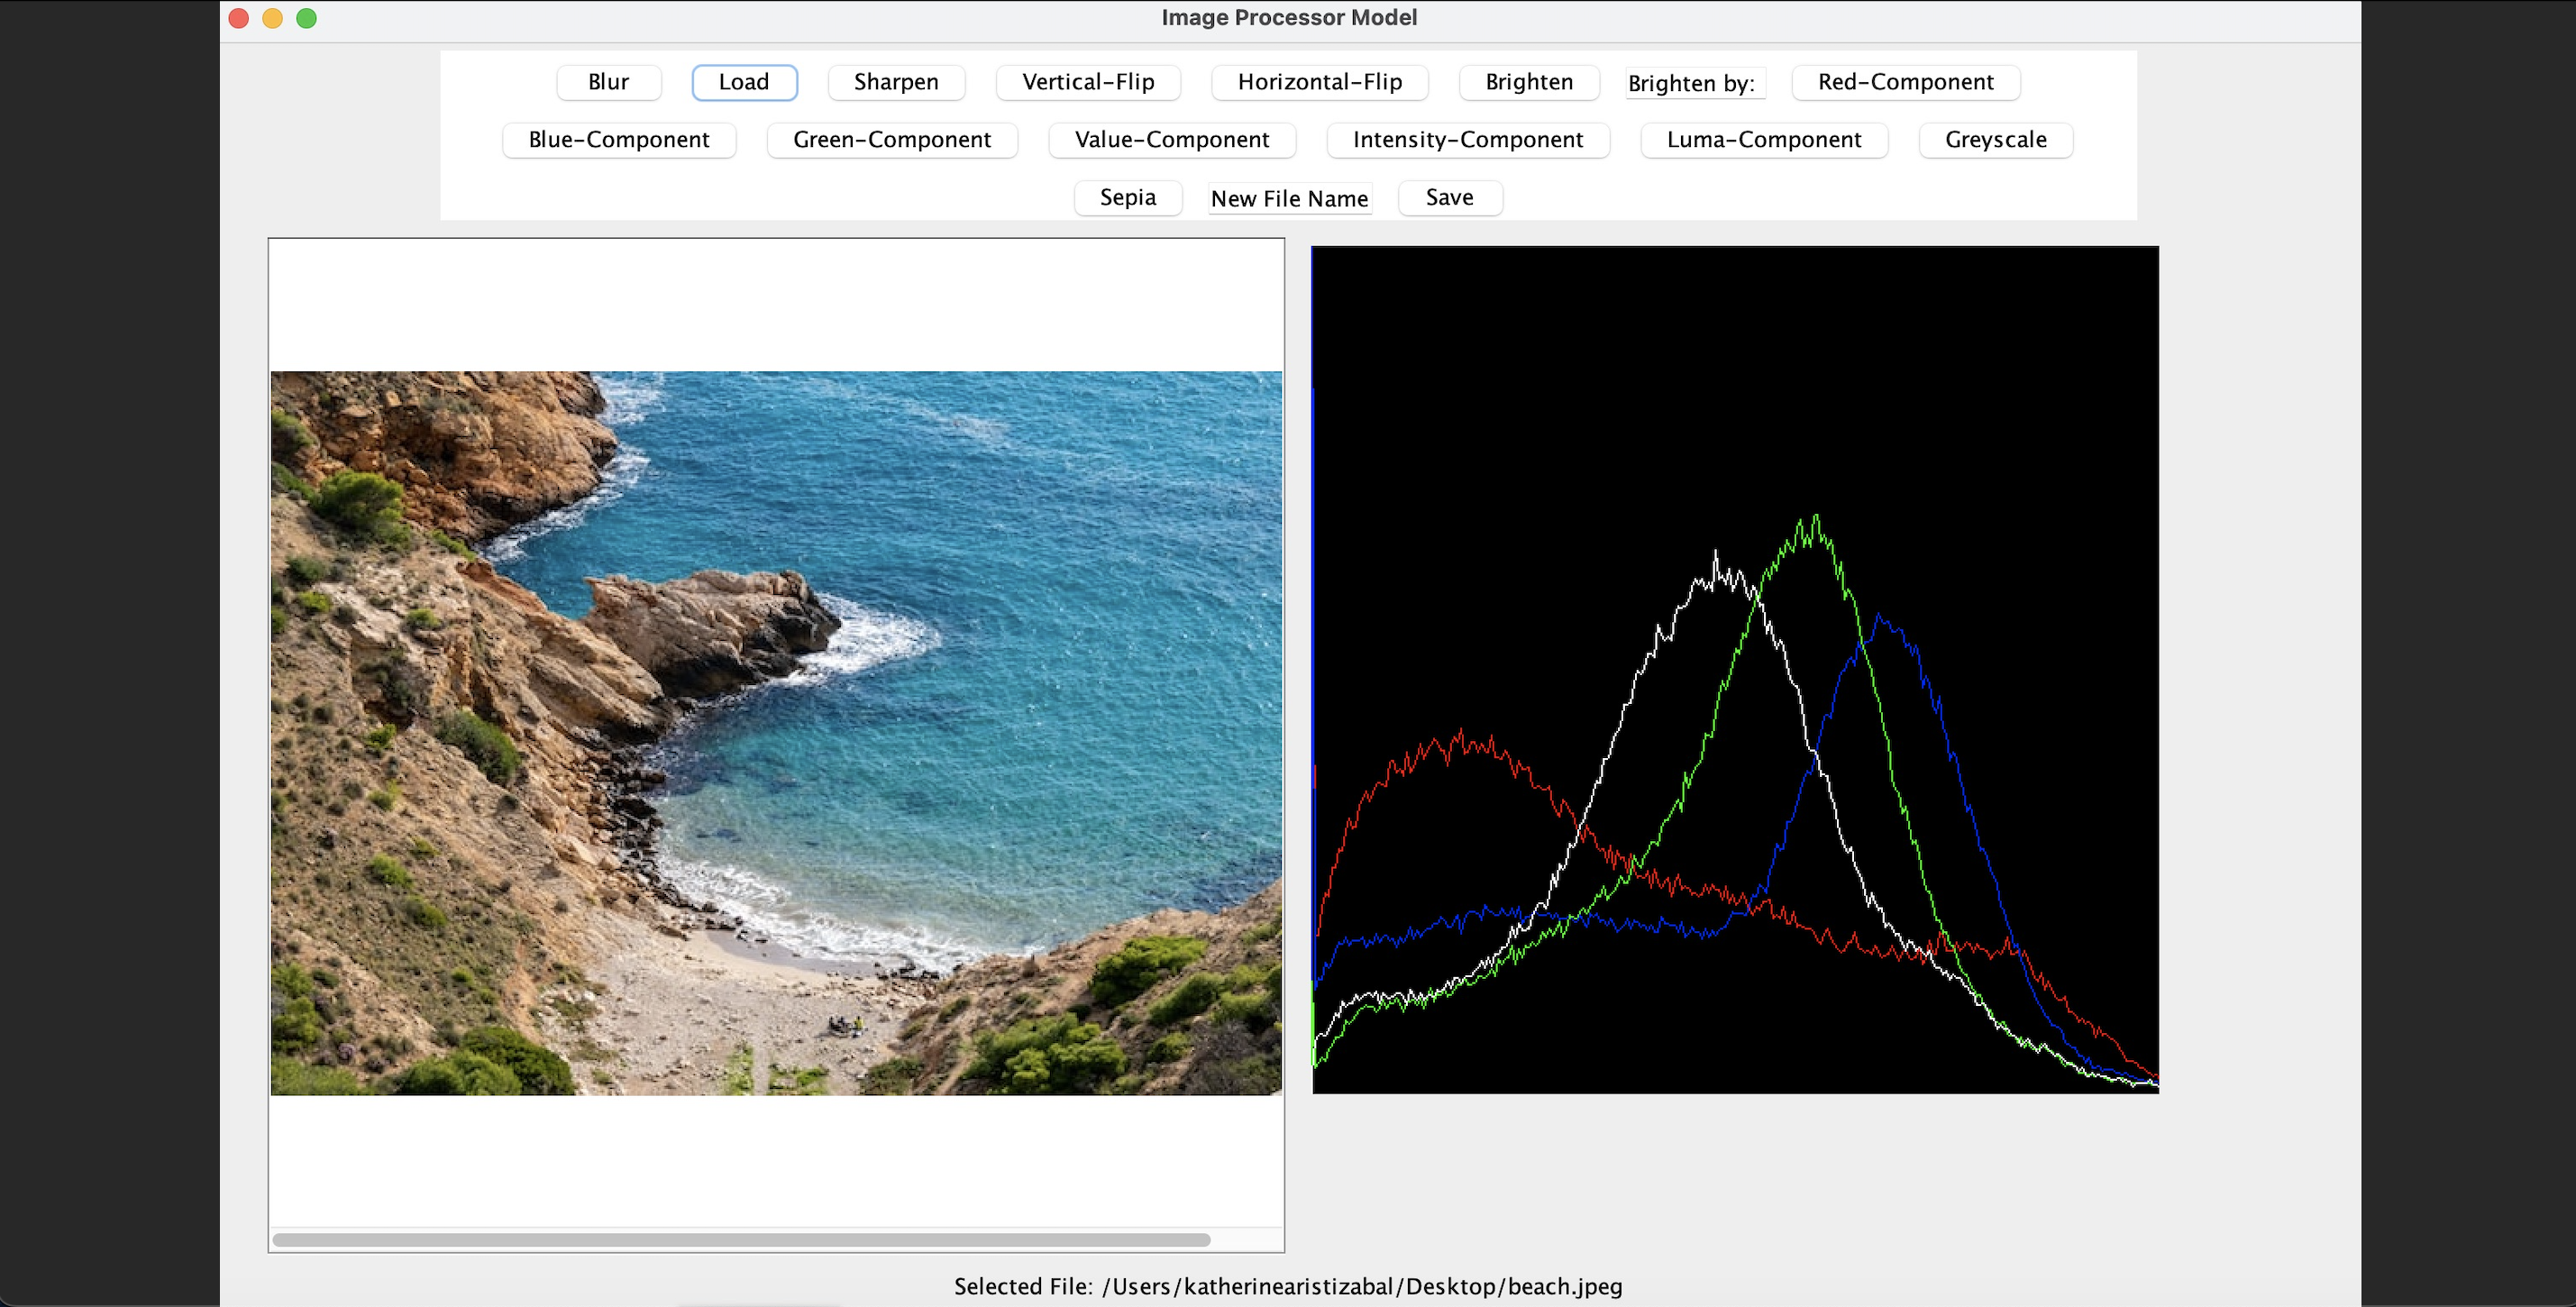 Image Processor Model
Blur Load Sharpen Vertical-Flip Horizontal-Flip Brighten Brighten by: Red-Component
Blue-Component Green-Component Value-Component Intensity-Component Luma-Component Greyscale
Sepia New File Name Save
Selected File: /Users/katherinearistizabal/Desktop/beach.jpeg